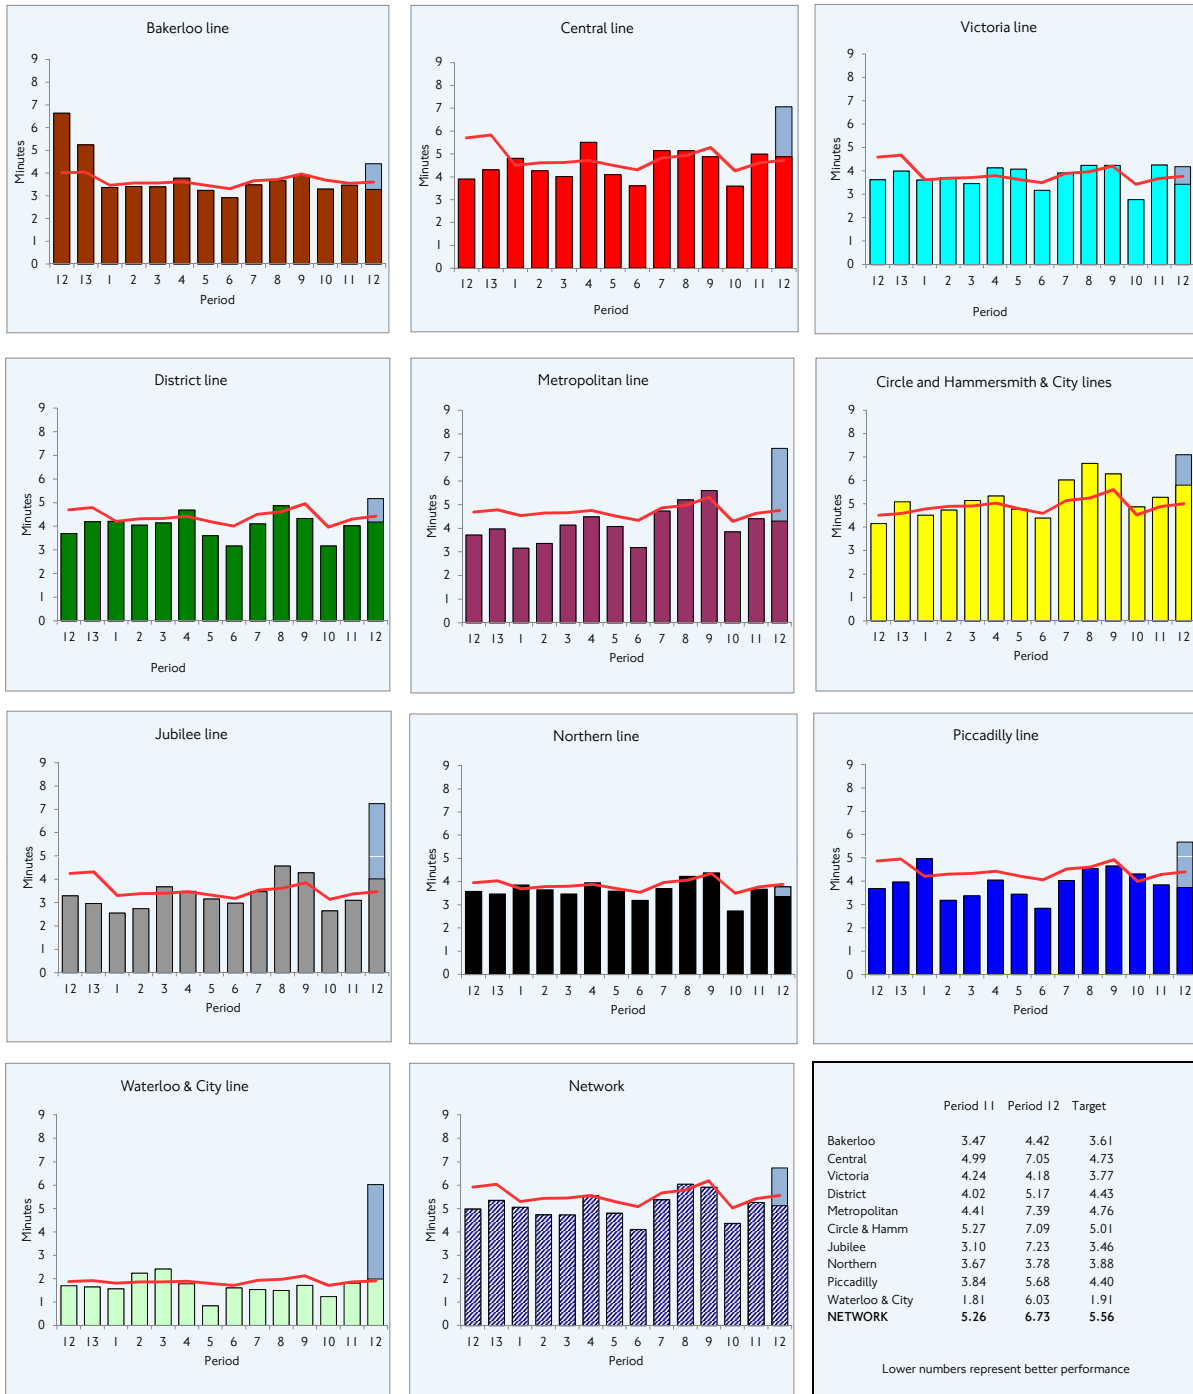 Bakerloo line
9
8
7
6
5
4
3
2
1
0
Minutes
12 13 1 2 3 4 5 6 7 8 9 10 11 12
Period
Central line
9
8
7
6
5
4
3
2
1
0
Minutes
12 13 1 2 3 4 5 6 7 8 9 10 11 12
Period
Victoria line
9
8
7
6
5
4
3
2
1
0
Minutes
12 13 1 2 3 4 5 6 7 8 9 10 11 12
Period
District line
9
8
7
6
5
4
3
2
1
0
Minutes
12 13 1 2 3 4 5 6 7 8 9 10 11 12
Period
Metropolitan line
9
8
7
6
5
4
3
2
1
0
Minutes
12 13 1 2 3 4 5 6 7 8 9 10 11 12
Period
Circle and Hammersmith & City lines
9
8
7
6
5
4
3
2
1
0
Minutes
12 13 1 2 3 4 5 6 7 8 9 10 11 12
Period
Jubilee line
9
8
7
6
5
4
3
2
1
0
Minutes
12 13 1 2 3 4 5 6 7 8 9 10 11 12
Period
Northern line
9
8
7
6
5
4
3
2
1
0
Minutes
12 13 1 2 3 4 5 6 7 8 9 10 11 12
Period
Piccadilly line
9
8
7
6
5
4
3
2
1
0
Minutes
12 13 1 2 3 4 5 6 7 8 9 10 11 12
Period
Waterloo & City line
9
8
7
6
5
4
3
2
1
0
Minutes
12 13 1 2 3 4 5 6 7 8 9 10 11 12
Period
Network
9
8
7
6
5
4
3
2
1
0
Minutes
12 13 1 2 3 4 5 6 7 8 9 10 11 12
Period
Period 11 Period 12 Target
Bakerloo 3.47 4.42 3.61
Central 4.99 7.05 4.73
Victoria 4.24 4.18 3.77
District 4.02 5.17 4.43
Metropolitan 4.41 7.39 4.76
Circle & Hamm 5.27 7.09 5.01
Jubilee 3.10 7.23 3.46
Northern 3.67 3.78 3.88
Piccadilly 3.84 5.68 4.40
Waterloo & City 1.81 6.03 1.91
NETWORK 5.26 6.73 5.56
Lower numbers represent better performance